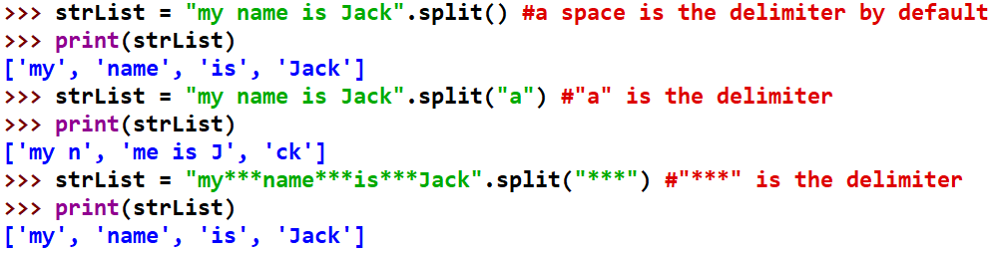 >>> strList = "my name is Jack".split() #a space is the delimiter by default
>>> print(strList)
['my', 'name', 'is', 'Jack']
>>> strList = "my name is Jack".split("a") #"a" is the delimiter
>>> print(strList)
['my n', 'me is J', 'ck']
>>> strList = "my***name***is***Jack".split("***") #"***" is the delimiter
>>> print(strList)
['my', 'name', 'is', 'Jack']